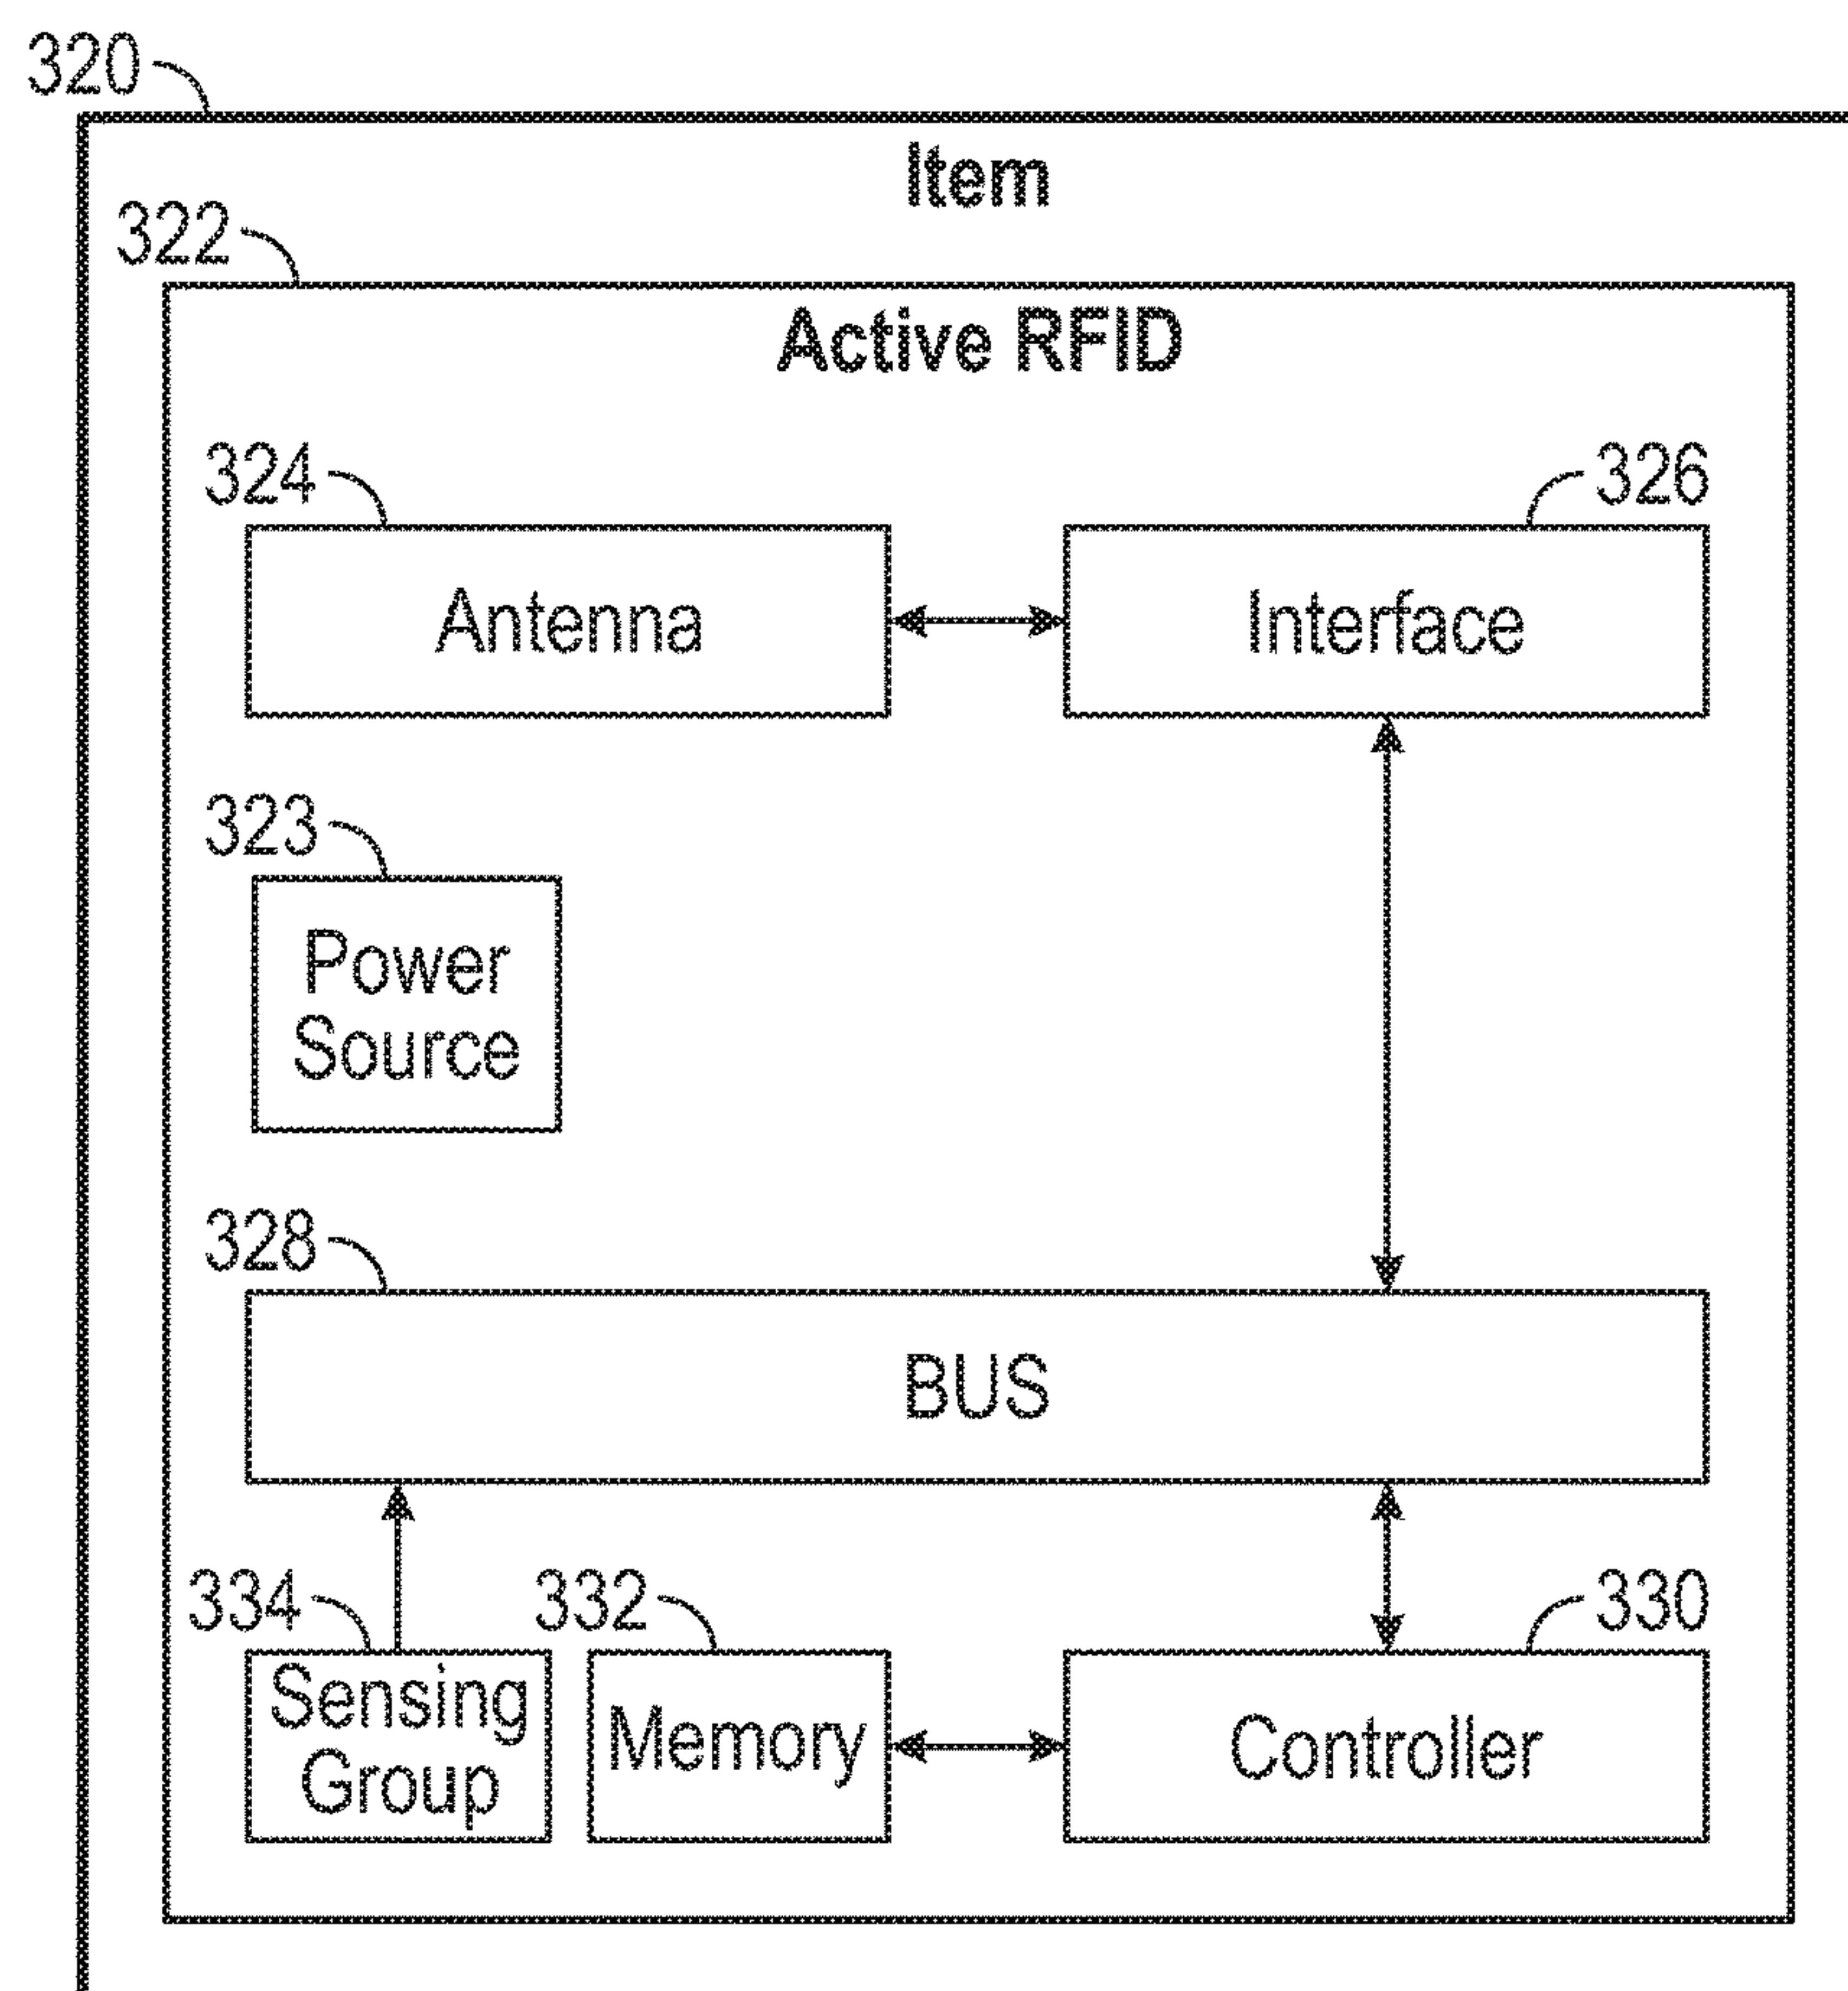 320
Item
322
Active RFID
324
326
Antenna
Interface
323
Power
Source
328
BUS
334
332
330
Sensing
Group
Memory
Controller